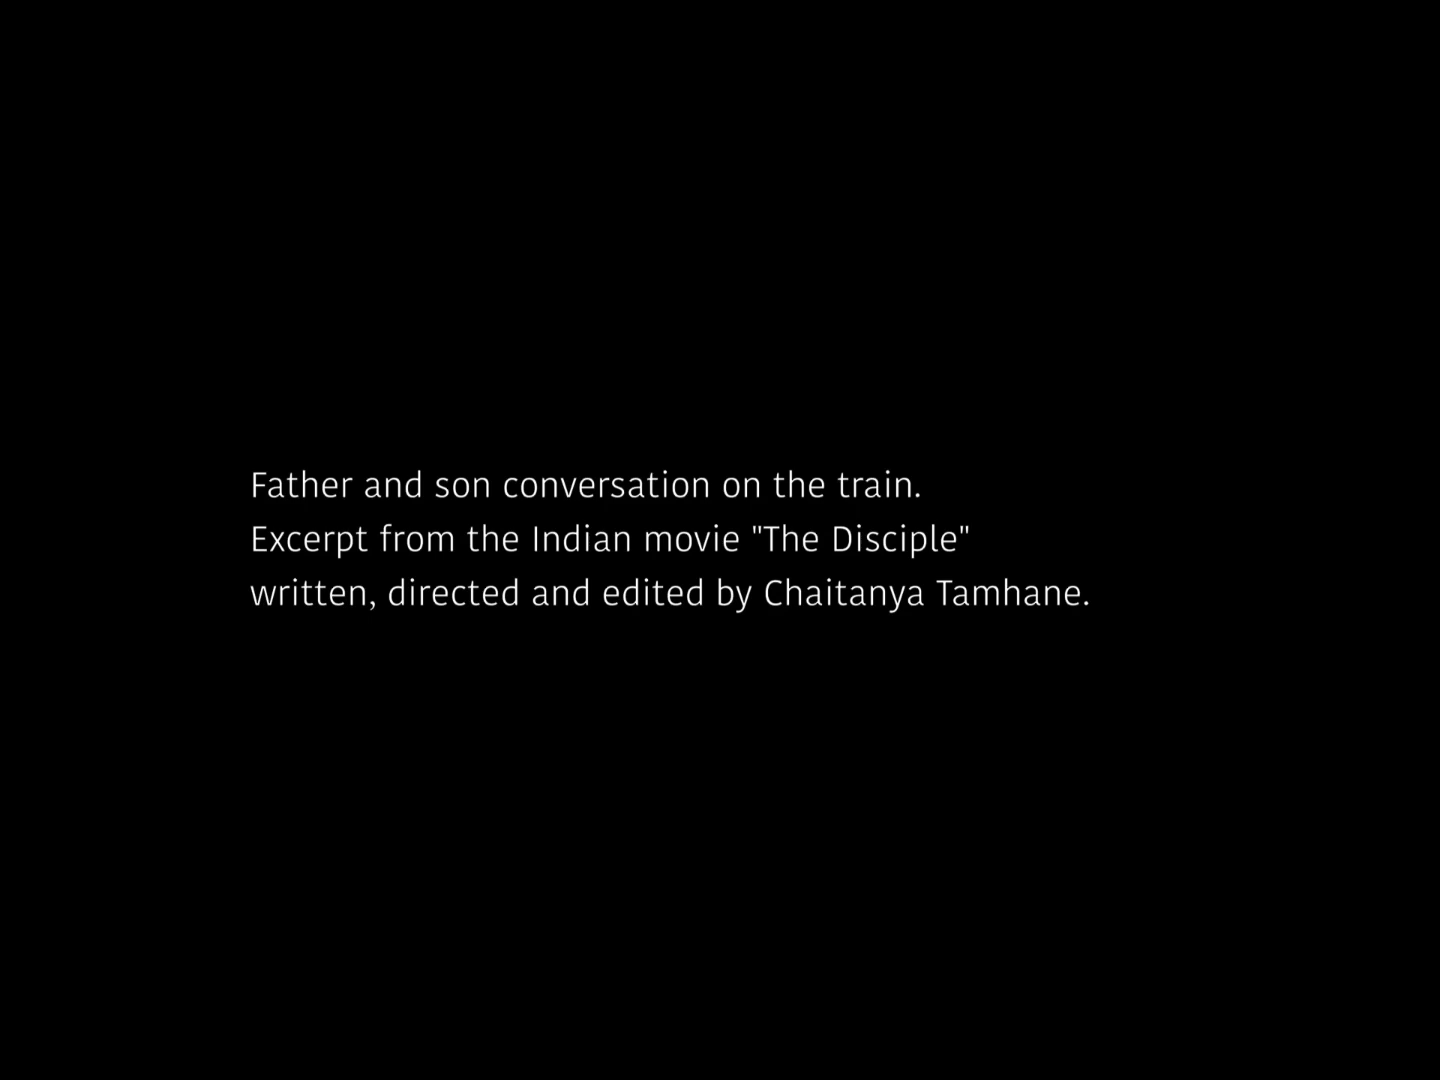 Father and son conversation on the train.
Excerpt from the Indian movie "The Disciple"
written, directed and edited by Chaitanya Tamhane.